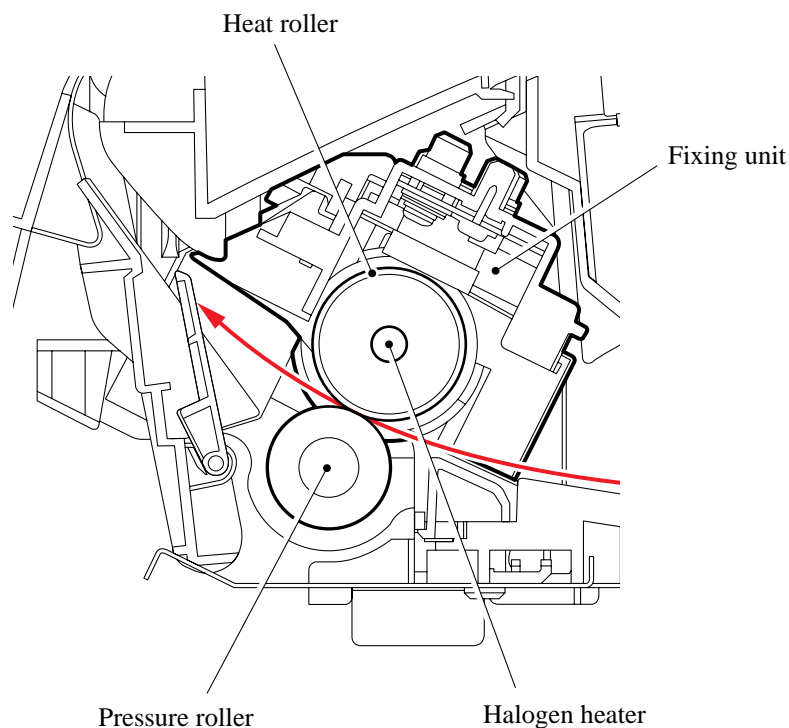 Heat roller
Fixing unit
Pressure roller
Halogen heater